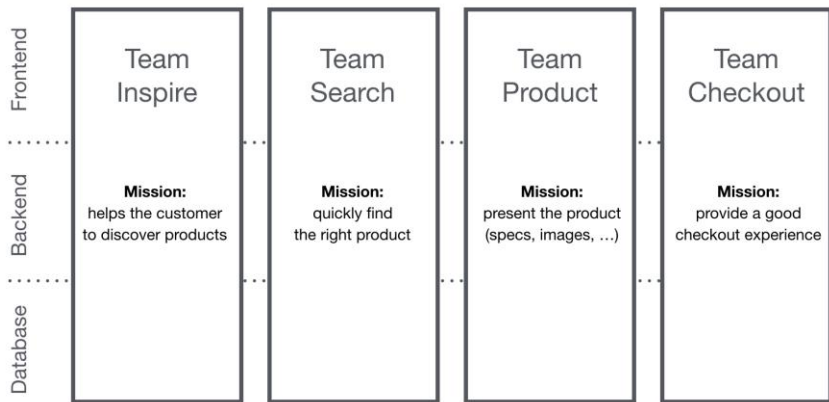 Frontend
Backend
Database
Team
Inspire
Mission:
helps the customer
to discover products
Team
Search
Mission:
quickly find
the right product
Team
Product
Mission:
present the product
(specs, images, …)
Team
Checkout
Mission:
provide a good
checkout experience